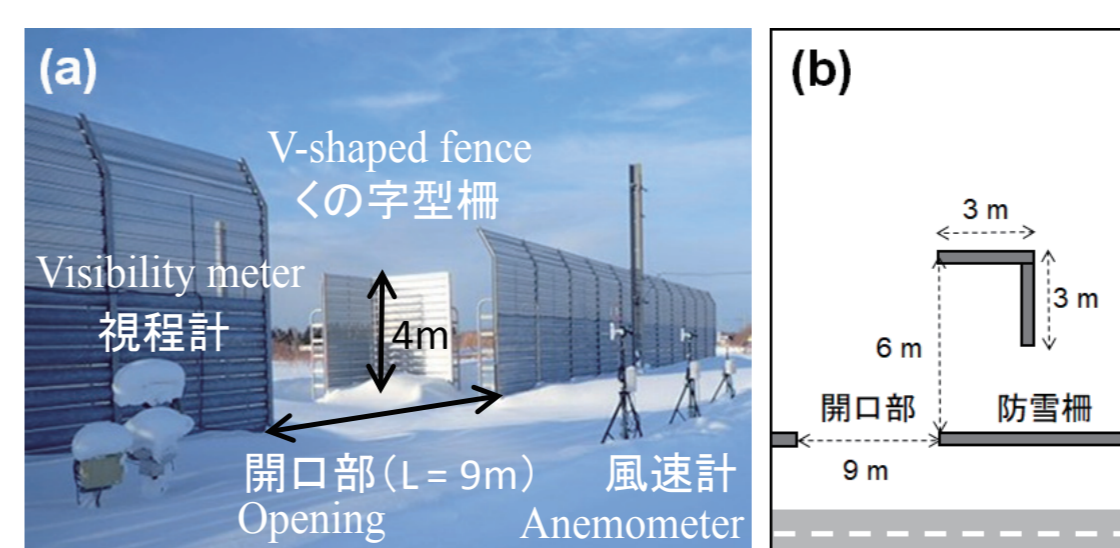 (a)
V-shaped fence
くの字型柵
Visibility meter
視程計
4m
開口部(L = 9m)
Opening
風速計
Anemometer
(b)
3 m
3 m
6 m
開口部
防雪柵
9 m